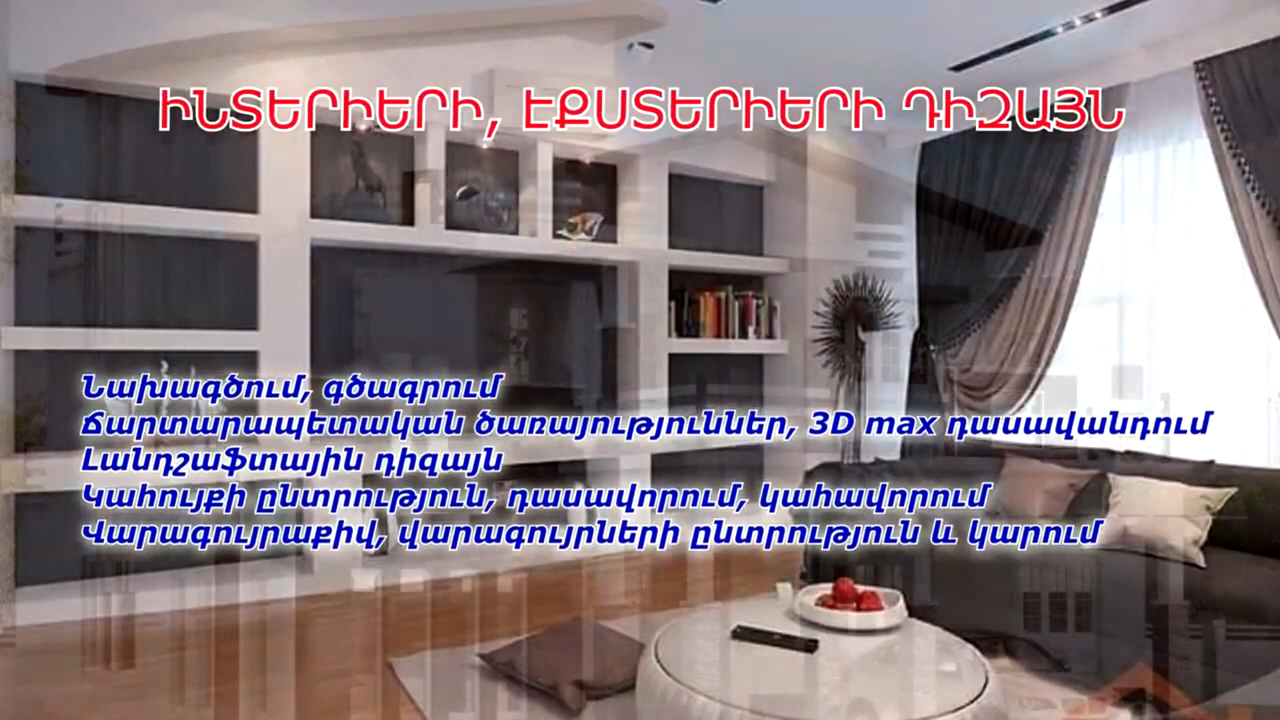 ԻՆՏԵՐԻԵՐԻ, ԷՔՍՏԵՐԻԵՐԻ ԴԻԶԱՅՆ
Նախագծում, գծագրում
Ճարտարապետական ծառայություններ, 3D max դասավանդում
Լանդշաֆտային դիզայն
Կահույքի ընտրություն, դասավորում, կահավորում
Վարագույրաքիվ, վարագույրների ընտրություն և կարում